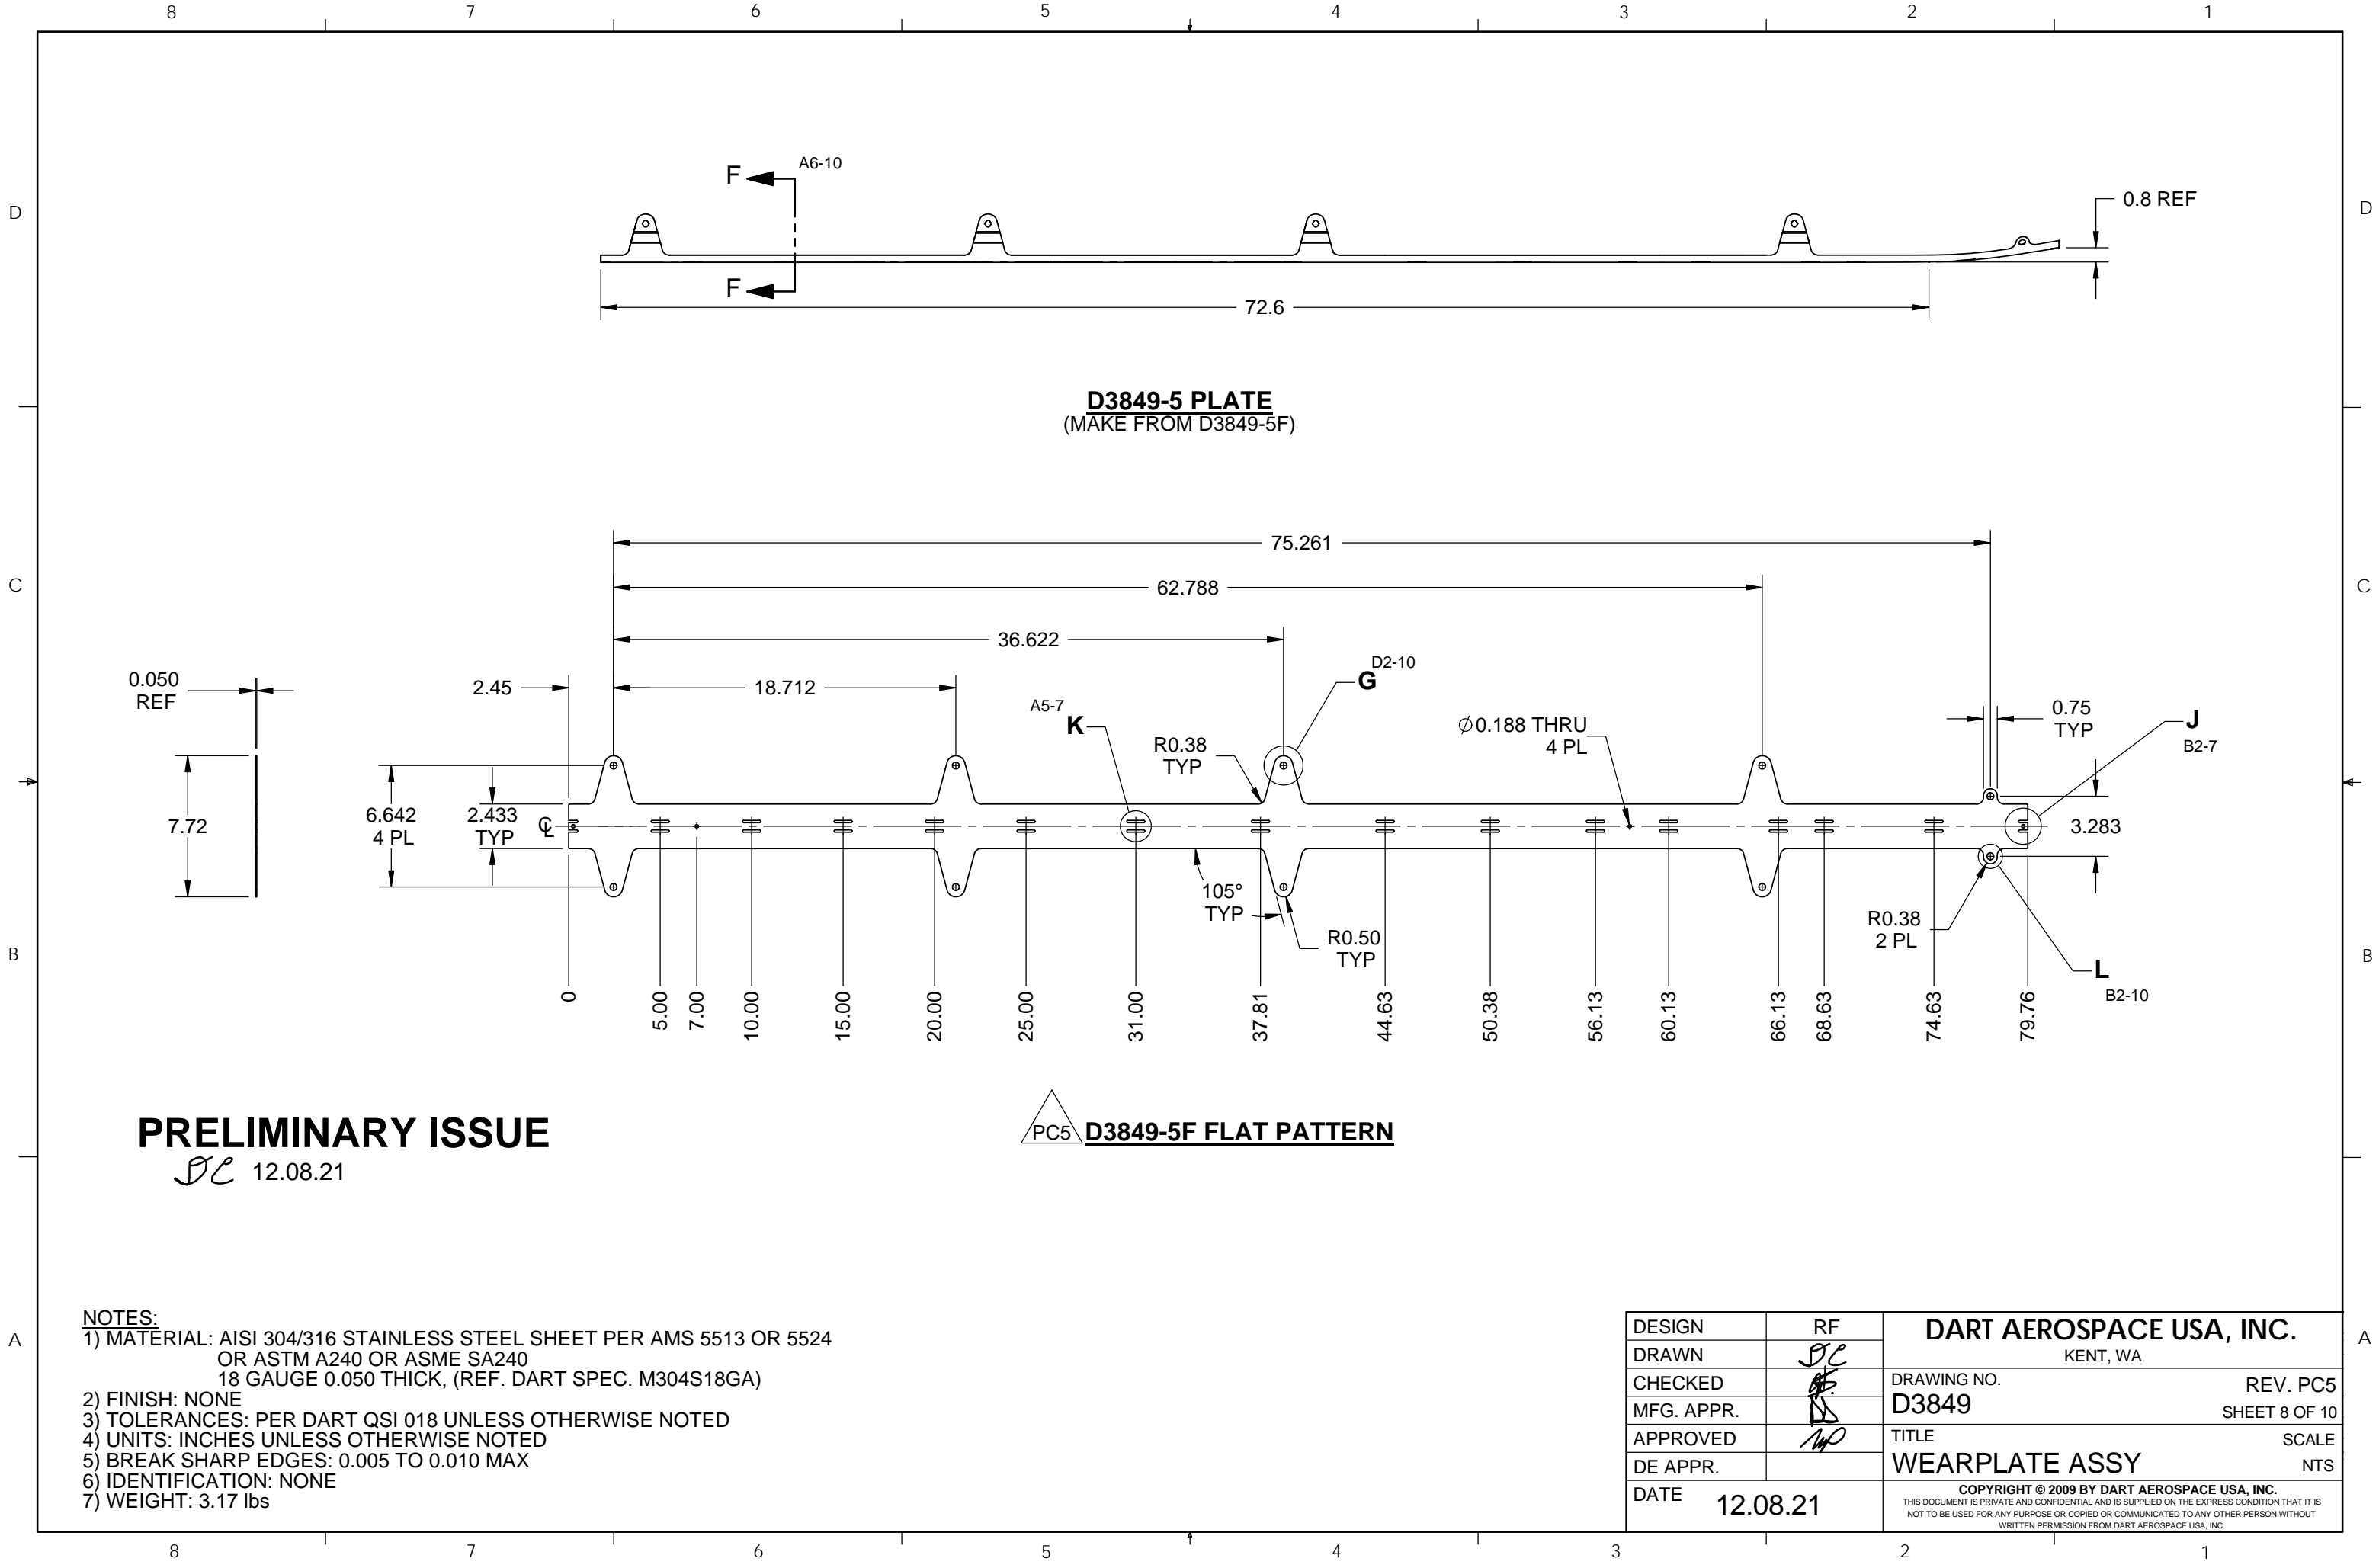 8 7 6 5 4 3 2 1
D
D
F
A6-10
F
0.8 REF
72.6
D3849-5 PLATE
(MAKE FROM D3849-5F)
C
C
75.261
62.788
36.622
18.712
2.45
0.050
REF
7.72
6.642
4 PL
2.433
TYP
CL
A5-7
K
R0.38
TYP
D2-10
G
Ø0.188 THRU
4 PL
0.75
TYP
J
B2-7
3.283
105°
TYP
R0.50
TYP
R0.38
2 PL
L
B2-10
B
B
0
5.00
7.00
10.00
15.00
20.00
25.00
31.00
37.81
44.63
50.38
56.13
60.13
66.13
68.63
74.63
79.76
PC5 D3849-5F FLAT PATTERN
PRELIMINARY ISSUE
DC 12.08.21
A
A
NOTES:
1) MATERIAL: AISI 304/316 STAINLESS STEEL SHEET PER AMS 5513 OR 5524
OR ASTM A240 OR ASME SA240
18 GAUGE 0.050 THICK, (REF. DART SPEC. M304S18GA)
2) FINISH: NONE
3) TOLERANCES: PER DART QSI 018 UNLESS OTHERWISE NOTED
4) UNITS: INCHES UNLESS OTHERWISE NOTED
5) BREAK SHARP EDGES: 0.005 TO 0.010 MAX
6) IDENTIFICATION: NONE
7) WEIGHT: 3.17 lbs
DESIGN RF
DRAWN DC
CHECKED
MFG. APPR.
APPROVED
DE APPR.
DATE 12.08.21
DART AEROSPACE USA, INC.
KENT, WA
DRAWING NO. REV. PC5
D3849 SHEET 8 OF 10
TITLE SCALE
WEARPLATE ASSY NTS
COPYRIGHT © 2009 BY DART AEROSPACE USA, INC.
THIS DOCUMENT IS PRIVATE AND CONFIDENTIAL AND IS SUPPLIED ON THE EXPRESS CONDITION THAT IT IS
NOT TO BE USED FOR ANY PURPOSE OR COPIED OR COMMUNICATED TO ANY OTHER PERSON WITHOUT
WRITTEN PERMISSION FROM DART AEROSPACE USA, INC.
8 7 6 5 4 3 2 1